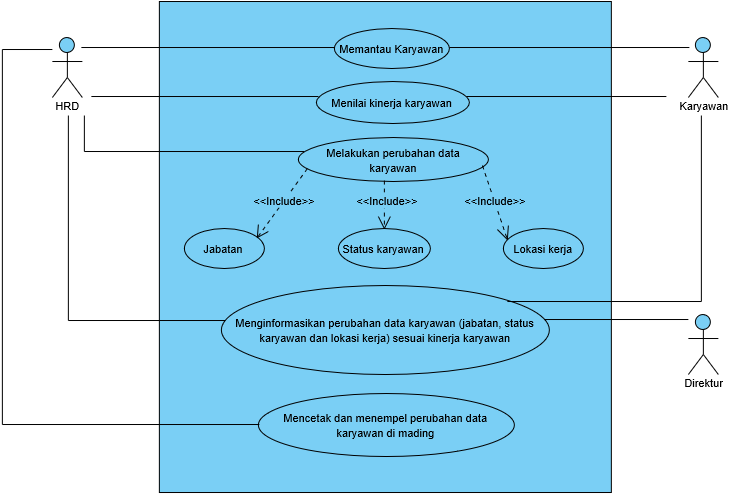 Memantau Karyawan
HRD
Menilai kinerja karyawan
Karyawan
Melakukan perubahan data
karyawan
<<Include>>
<<Include>>
<<Include>>
Jabatan
Status karyawan
Lokasi kerja
Menginformasikan perubahan data karyawan (jabatan, status
karyawan dan lokasi kerja) sesuai kinerja karyawan
Direktur
Mencetak dan menempel perubahan data
karyawan di mading